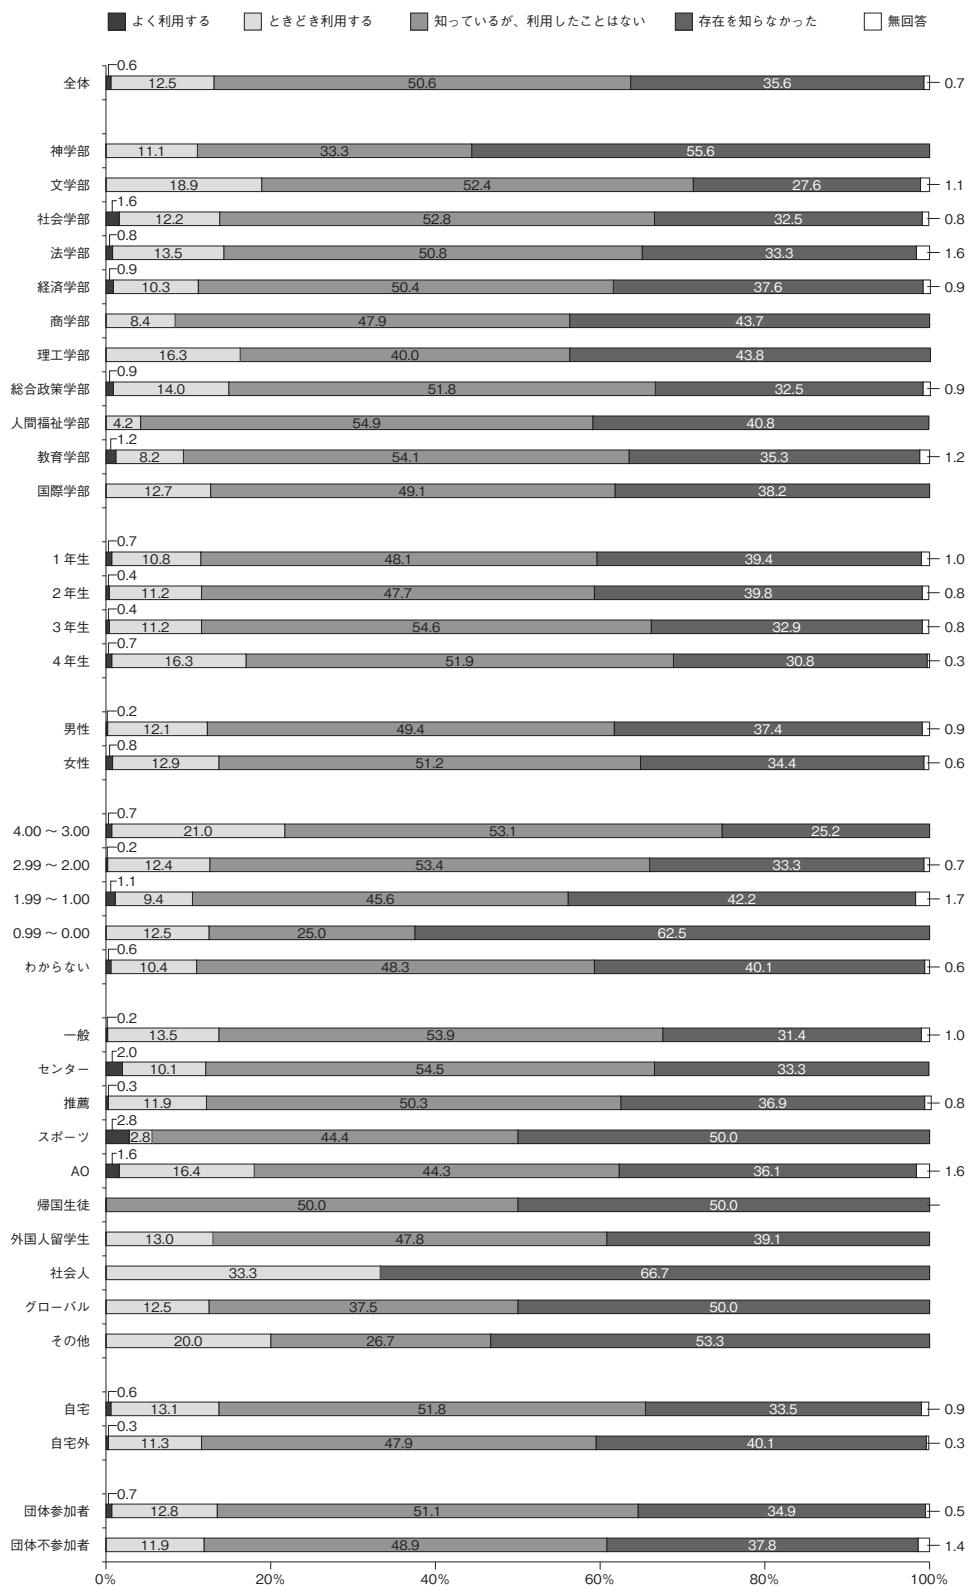 よく利用する ときどき利用する 知っているが、利用したことはない 存在を知らなかった 無回答
0.6
全体 12.5 50.6 35.6 0.7
神学部 11.1 33.3 55.6
文学部 18.9 52.4 27.6 1.1
1.6
社会学部 12.2 52.8 32.5 0.8
0.8
法学部 13.5 50.8 33.3 1.6
0.9
経済学部 10.3 50.4 37.6 0.9
商学部 8.4 47.9 43.7
理工学部 16.3 40.0 43.8
0.9
総合政策学部 14.0 51.8 32.5 0.9
人間福祉学部 4.2 54.9 40.8
1.2
教育学部 8.2 54.1 35.3 1.2
国際学部 12.7 49.1 38.2
0.7
1年生 10.8 48.1 39.4 1.0
0.4
2年生 11.2 47.7 39.8 0.8
0.4
3年生 11.2 54.6 32.9 0.8
0.7
4年生 16.3 51.9 30.8 0.3
0.2
男性 12.1 49.4 37.4 0.9
0.8
女性 12.9 51.2 34.4 0.6
0.7
4.00～3.00 21.0 53.1 25.2
0.2
2.99～2.00 12.4 53.4 33.3 0.7
1.1
1.99～1.00 9.4 45.6 42.2 1.7
0.99～0.00 12.5 25.0 62.5
0.6
わからない 10.4 48.3 40.1 0.6
0.2
一般 13.5 53.9 31.4 1.0
2.0
センター 10.1 54.5 33.3
0.3
推薦 11.9 50.3 36.9 0.8
2.8
スポーツ 2.8 44.4 50.0
1.6
AO 16.4 44.3 36.1 1.6
帰国生徒 50.0 50.0
外国人留学生 13.0 47.8 39.1
社会人 33.3 66.7
グローバル 12.5 37.5 50.0
その他 20.0 26.7 53.3
0.6
自宅 13.1 51.8 33.5 0.9
0.3
自宅外 11.3 47.9 40.1 0.3
0.7
団体参加者 12.8 51.1 34.9 0.5
団体不参加者 11.9 48.9 37.8 1.4
0% 20% 40% 60% 80% 100%